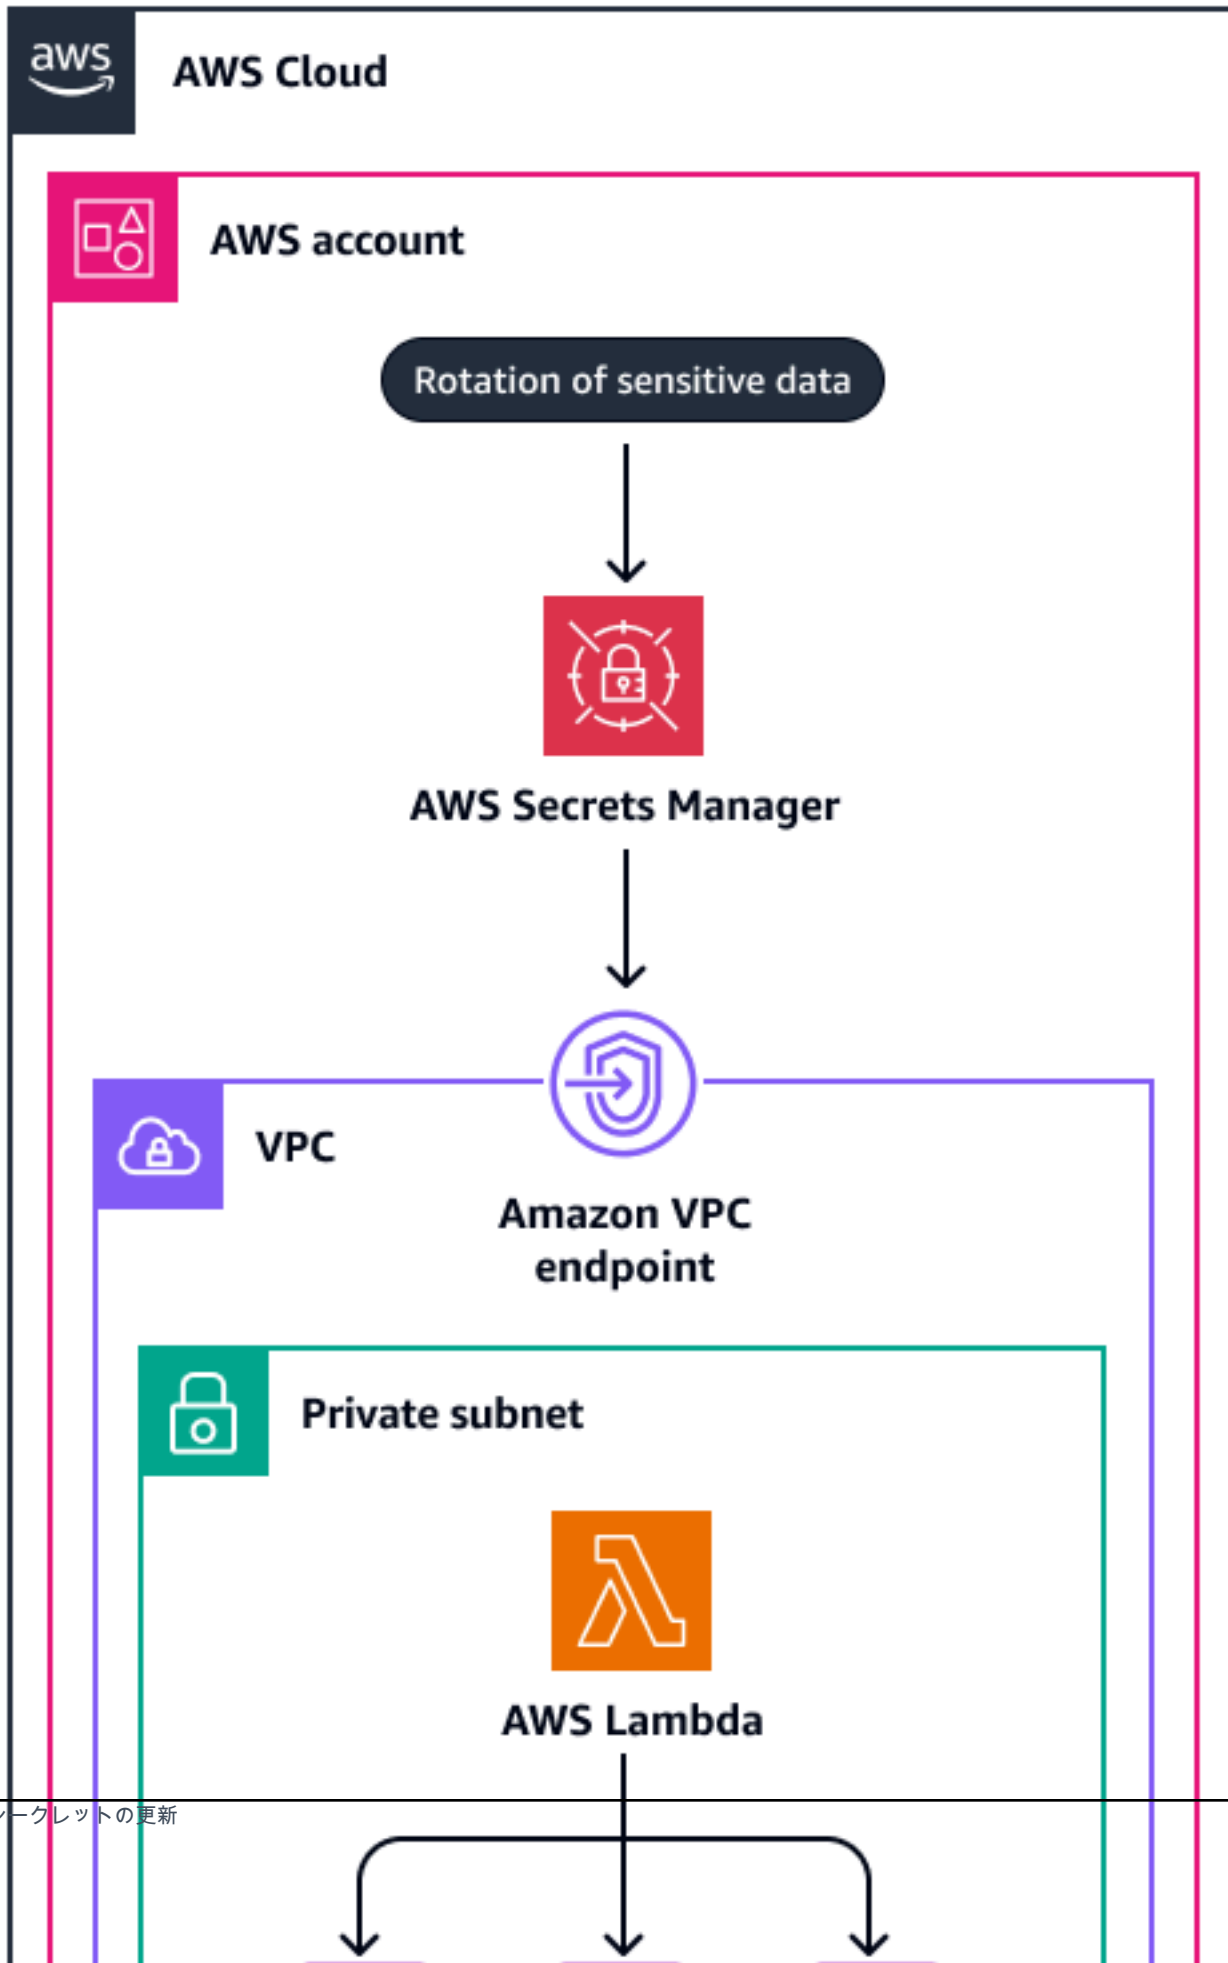 aws
AWS Cloud
AWS account
Rotation of sensitive data
AWS Secrets Manager
VPC
Amazon VPC
endpoint
Private subnet
AWS Lambda
ークレットの更新